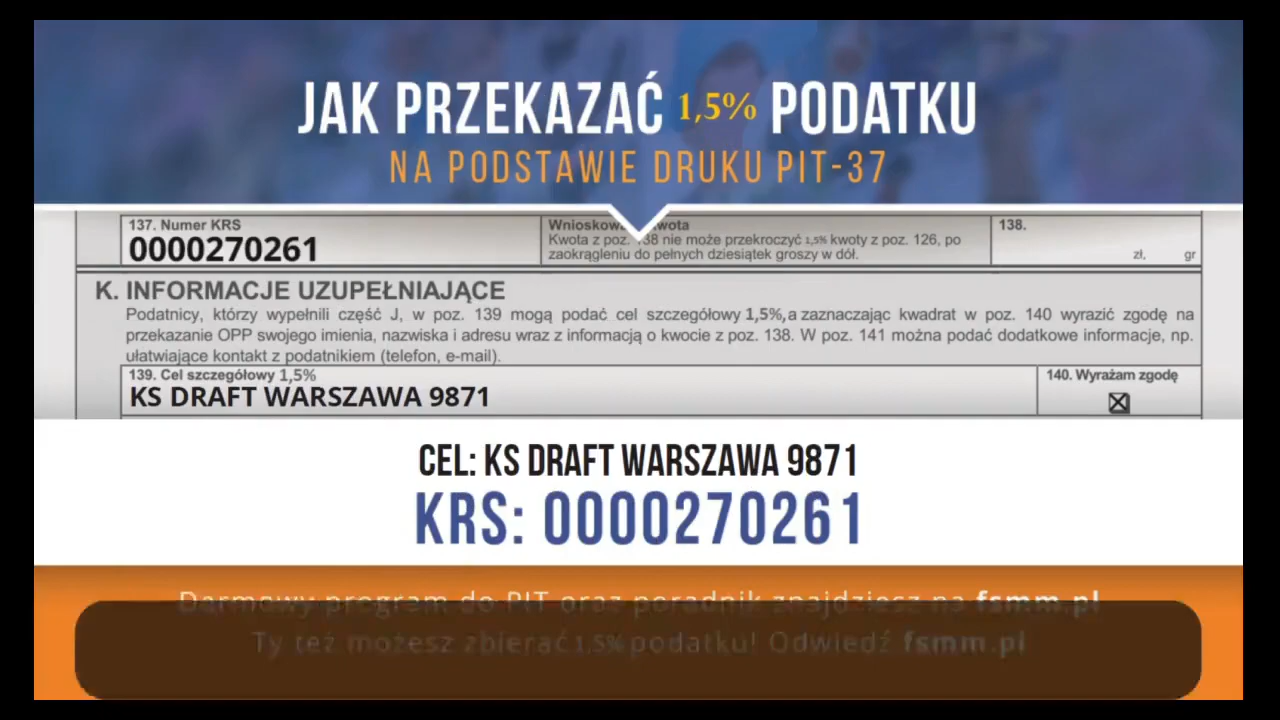 JAK PRZEKAZAĆ 1,5% PODATKU
NA PODSTAWIE DRUKU PIT-37
137. Numer KRS
0000270261
Kwota z poz. 138 nie może przekroczyć 1,5% kwoty z poz. 126, po
zaokrągleniu do pełnych dziesiątek groszy w dół.
138.
zł, gr
K. INFORMACJE UZUPEŁNIAJĄCE
Podatnicy, którzy wypełnili część J, w poz. 139 mogą podać cel szczegółowy 1,5%, a zaznaczając kwadrat w poz. 140 wyrazić zgodę na
przekazanie OPP swojego imienia, nazwiska i adresu wraz z informacją o kwocie z poz. 138. W poz. 141 można podać dodatkowe informacje, np.
ułatwiające kontakt z podatnikiem (telefon, e-mail).
139. Cel szczegółowy 1,5%
KS DRAFT WARSZAWA 9871
140. Wyrażam zgodę
CEL: KS DRAFT WARSZAWA 9871
KRS: 0000270261
Darmowy program do PIT oraz poradnik znajdziesz na fsmm.pl
Ty też możesz zbierać 1,5% podatku! Odwiedź fsmm.pl